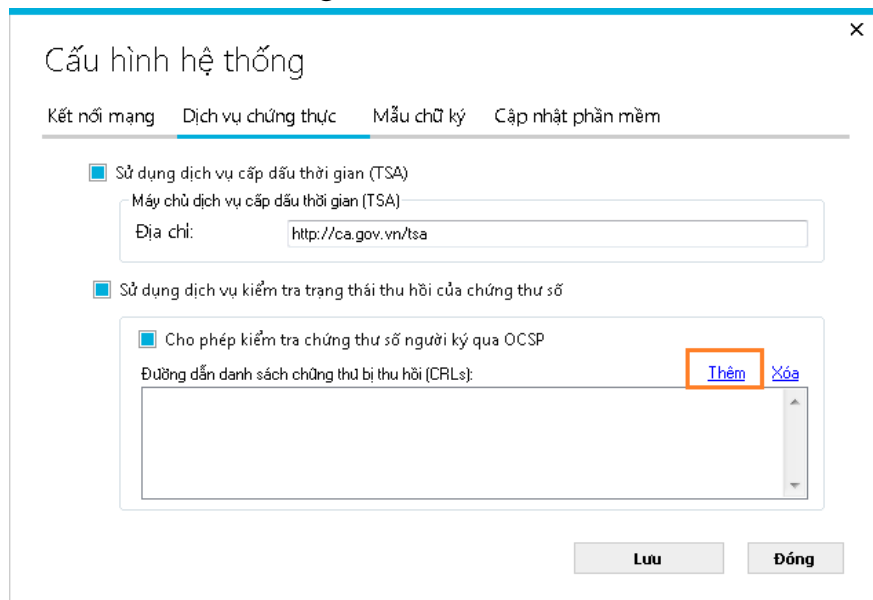 Cấu hình hệ thống
Kết nối mạng Dịch vụ chứng thực Mẫu chữ ký Cập nhật phần mềm
Sử dụng dịch vụ cấp dấu thời gian (TSA)
Máy chủ dịch vụ cấp dấu thời gian (TSA)
Địa chỉ: http://ca.gov.vn/tsa
Sử dụng dịch vụ kiểm tra trạng thái thu hồi của chứng thư số
Cho phép kiểm tra chứng thư số người ký qua OCSP
Đường dẫn danh sách chứng thư bị thu hồi (CRLs): Thêm Xóa
Lưu Đóng